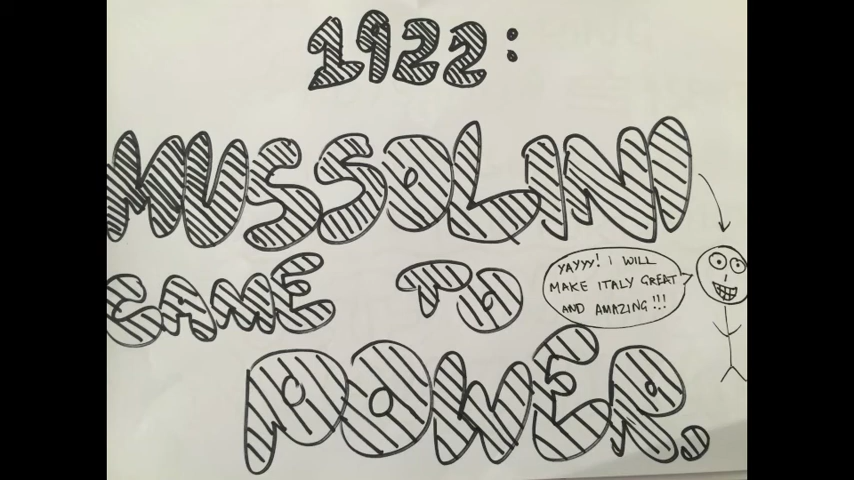 1922:
MUSSOLINI
CAME TO
YAYYY! I WILL
MAKE ITALY GREAT
AND AMAZING!!!
POWER.